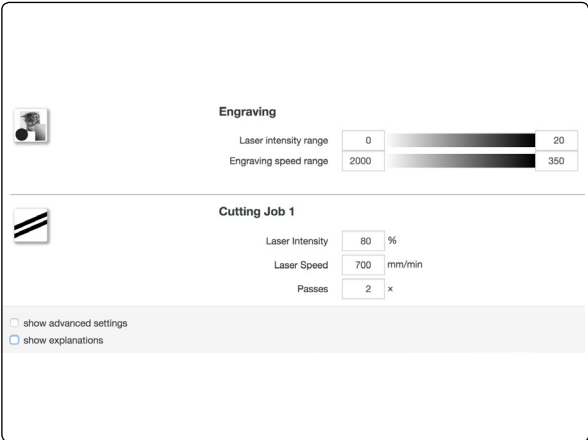 Engraving
Laser intensity range 0 20
Engraving speed range 2000 350
Cutting Job 1
Laser Intensity 80 %
Laser Speed 700 mm/min
Passes 2 x
show advanced settings
show explanations